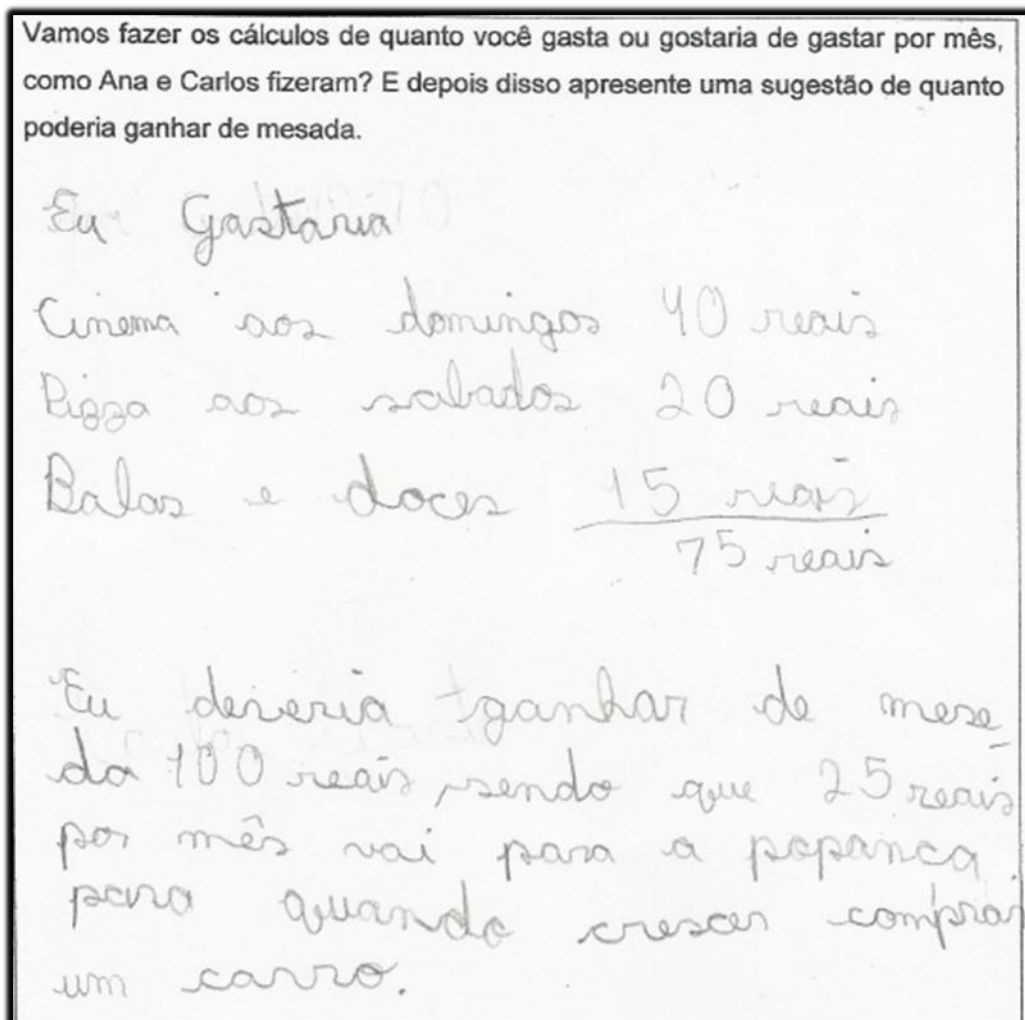 Vamos fazer os cálculos de quanto você gasta ou gostaria de gastar por mês,
como Ana e Carlos fizeram? E depois disso apresente uma sugestão de quanto
poderia ganhar de mesada.
Eu Gastaria
Cinema aos domingos 40 reais
Pizza aos sabados 20 reais
Balas e doces 15 reais
75 reais
Eu deveria ganhar de mese
da 100 reais, sendo que 25 reais
por mês vai para a popanca
para quando crescer comprar
um carro.